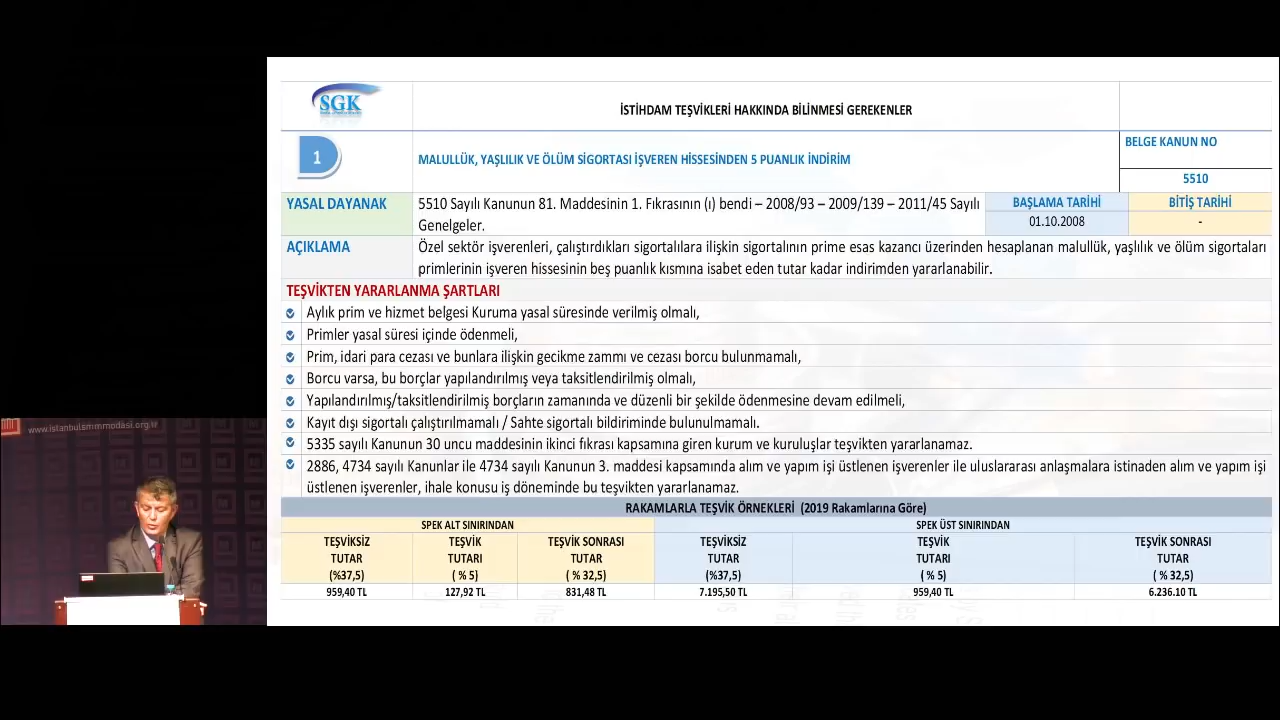 SGK
İSTİHDAM TEŞVİKLERİ HAKKINDA BİLİNMESİ GEREKENLER
1
MALULLÜK, YAŞLILIK VE ÖLÜM SİGORTASI İŞVEREN HİSSESİNDEN 5 PUANLIK İNDİRİM
BELGE KANUN NO
5510
YASAL DAYANAK
5510 Sayılı Kanunun 81. Maddesinin 1. Fıkrasının (ı) bendi – 2008/93 – 2009/139 – 2011/45 Sayılı
Genelgeler.
BAŞLAMA TARİHİ
BİTİŞ TARİHİ
01.10.2008
-
AÇIKLAMA
Özel sektör işverenleri, çalıştırdıkları sigortalılara ilişkin sigortalının prime esas kazancı üzerinden hesaplanan malullük, yaşlılık ve ölüm sigortaları
primlerinin işveren hissesinin beş puanlık kısmına isabet eden tutar kadar indirimden yararlanabilir.
TEŞVİKTEN YARARLANMA ŞARTLARI
Aylık prim ve hizmet belgesi Kuruma yasal süresinde verilmiş olmalı,
Primler yasal süresi içinde ödenmeli,
Prim, idari para cezası ve bunlara ilişkin gecikme zammı ve cezası borcu bulunmamalı,
Borcu varsa, bu borçlar yapılandırılmış veya taksitlendirilmiş olmalı,
Yapılandırılmış/taksitlendirilmiş borçların zamanında ve düzenli bir şekilde ödenmesine devam edilmeli,
Kayıt dışı sigortalı çalıştırılmamalı / Sahte sigortalı bildiriminde bulunulmamalı.
5335 sayılı Kanunun 30 uncu maddesinin ikinci fıkrası kapsamına giren kurum ve kuruluşlar teşvikten yararlanamaz.
2886, 4734 sayılı Kanunlar ile 4734 sayılı Kanunun 3. maddesi kapsamında alım ve yapım işi üstlenen işverenler ile uluslararası anlaşmalara istinaden alım ve yapım işi
üstlenen işverenler, ihale konusu iş döneminde bu teşvikten yararlanamaz.
RAKAMLARLA TEŞVİK ÖRNEKLERİ (2019 Rakamlarına Göre)
SPEK ALT SINIRINDAN
SPEK ÜST SINIRINDAN
TEŞVİKSİZ TEŞVİK TEŞVİK SONRASI TEŞVİKSİZ TEŞVİK TEŞVİK SONRASI
TUTAR TUTARI TUTAR TUTAR TUTARI TUTAR
(%37,5) ( % 5) ( % 32,5) (%37,5) ( % 5) ( % 32,5)
959,40 TL 127,92 TL 831,48 TL 7.195,50 TL 959,40 TL 6.236.10 TL
www.istanbulsmmmodasi.org.tr